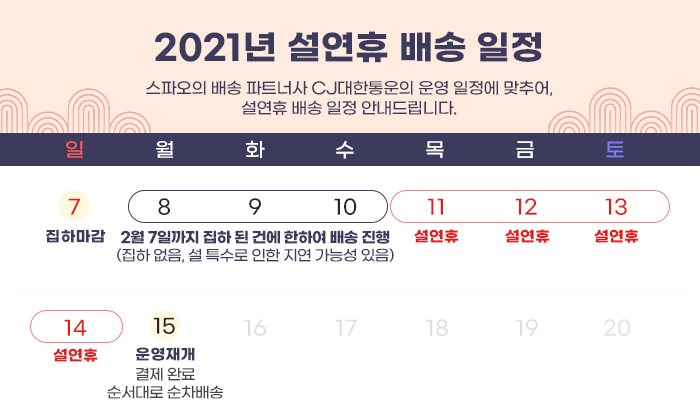 2021년 설연휴 배송 일정
스파오의 배송 파트너사 CJ대한통운의 운영 일정에 맞추어,
설연휴 배송 일정 안내드립니다.
일 월 화 수 목 금 토
7 8 9 10 11 12 13
집하마감 2월 7일까지 집하 된 건에 한하여 배송 진행 설연휴 설연휴 설연휴
(집하 없음, 설 특수로 인한 지연 가능성 있음)
14 15 16 17 18 19 20
설연휴 운영재개
결제 완료
순서대로 순차배송